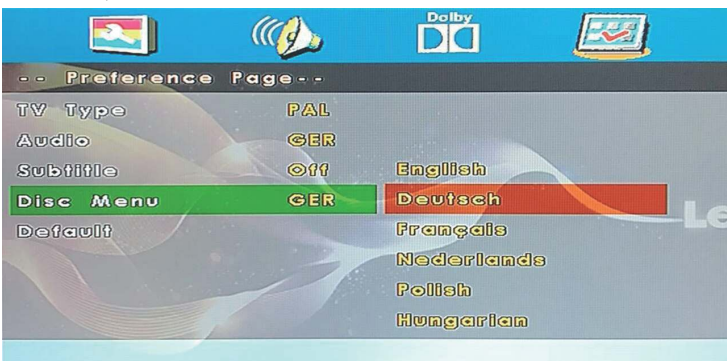 Dolby
-- Preference Page--
TV Type PAL
Audio GER
Subtitle Off English
Disc Menu GER Deutsch
Default Français
Nederlands
Polish
Hungarian
Le